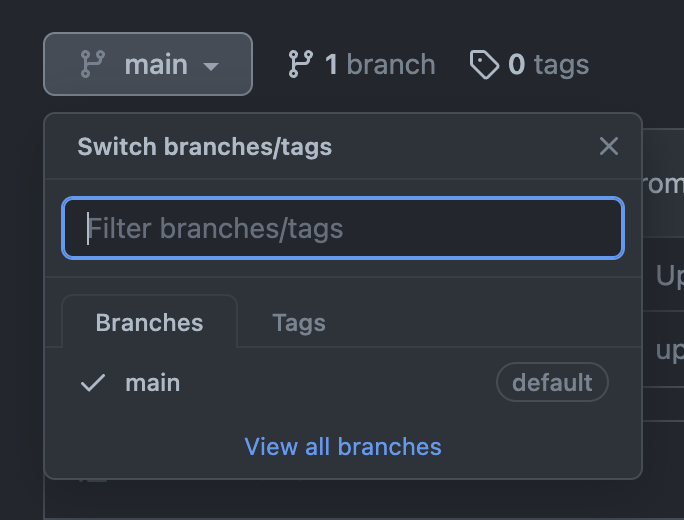 main 1 branch 0 tags
Switch branches/tags
Filter branches/tags
Branches Tags
main default
View all branches